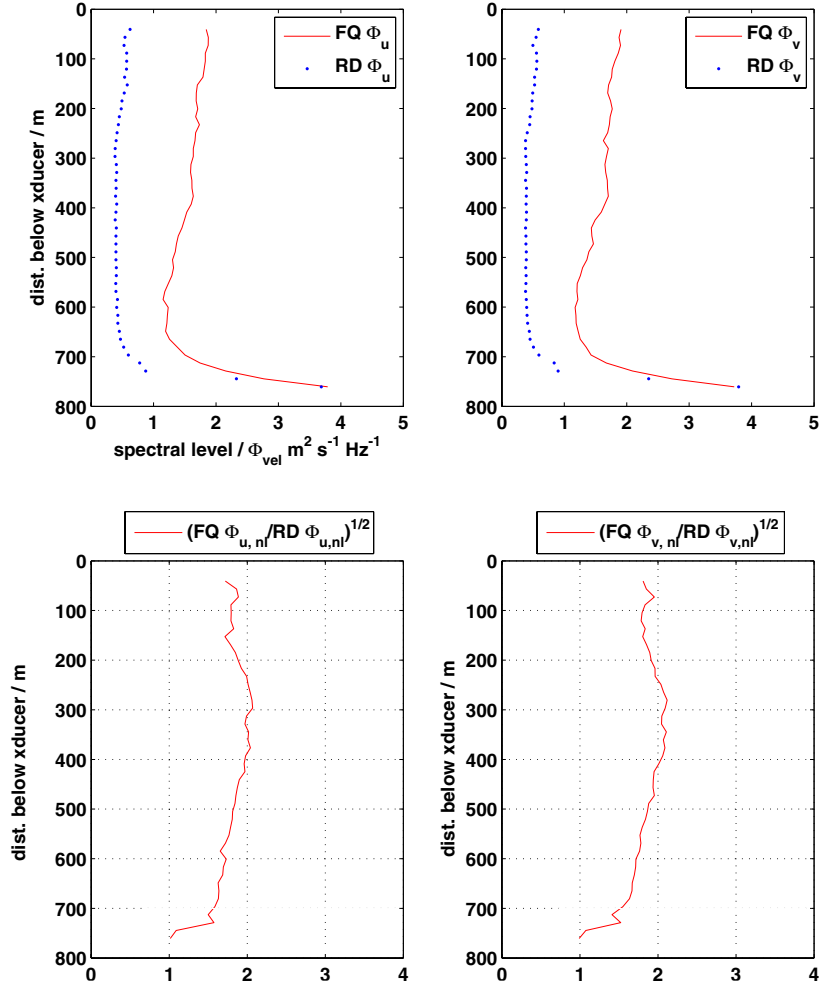 0
100
200
300
400
500
600
700
800
dist. below xducer / m
FQ Φu
RD Φu
0 1 2 3 4 5
spectral level / Φvel m² s⁻¹ Hz⁻¹
0
100
200
300
400
500
600
700
800
FQ Φv
RD Φv
0 1 2 3 4 5
(FQ Φu, nl/RD Φu,nl)1/2
0
100
200
300
400
500
600
700
800
dist. below xducer / m
0 1 2 3 4
(FQ Φv, nl/RD Φv,nl)1/2
0
100
200
300
400
500
600
700
800
dist. below xducer / m
0 1 2 3 4